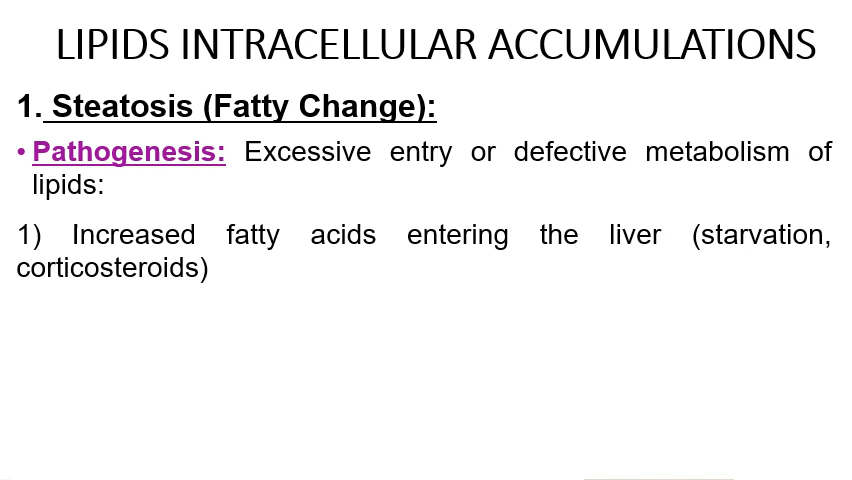 LIPIDS INTRACELLULAR ACCUMULATIONS
1. Steatosis (Fatty Change):
• Pathogenesis: Excessive entry or defective metabolism of
lipids:
1) Increased fatty acids entering the liver (starvation,
corticosteroids)